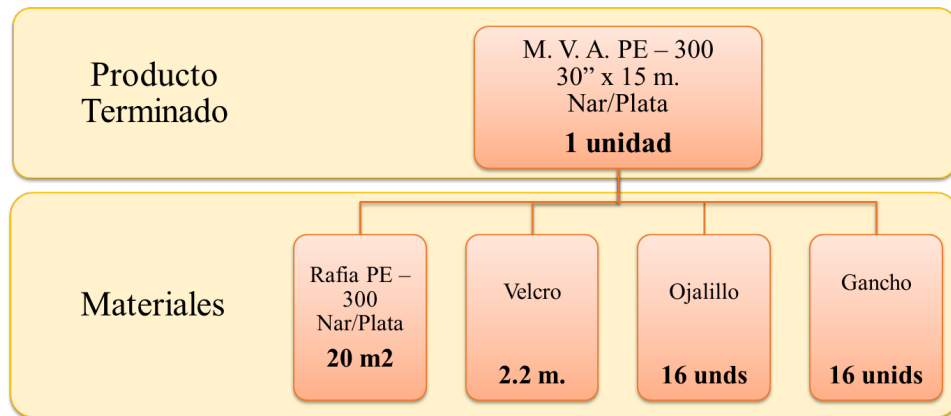 Producto
Terminado
M. V. A. PE – 300
30” x 15 m.
Nar/Plata
1 unidad
Materiales
Rafia PE –
300
Nar/Plata
20 m2
Velcro
2.2 m.
Ojalillo
16 unds
Gancho
16 unids